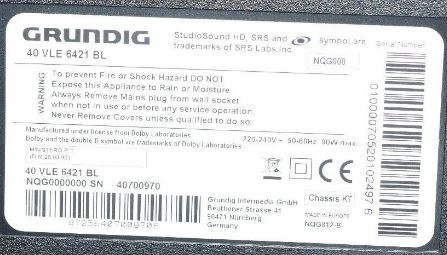 GRUNDIG
40 VLE 6421 BL
StudioSound HD, SRS and symbol are
trademarks of SRS Labs, Inc.
Serial Number
NQG008
WARNING
To prevent Fire or Shock Hazard DO NOT
Expose this Appliance to Rain or Moisture
Always Remove Mains plug from wall socket
when not in use or before any service operation.
Never Remove Covers unless qualified to do so.
Manufactured under license from Dolby Laboratories
Dolby and the double D symbol are trademarks of Dolby Laboratories
220-240V~ 50-60Hz 90W max
40 VLE 6421 BL
NQG0000000 SN 40700970
Grundig Intermedia GmbH
Beuthener Strasse 41
90471 Nürnberg
Germany
CE
Chassis KT
MADE IN EUROPE
NQG812-B